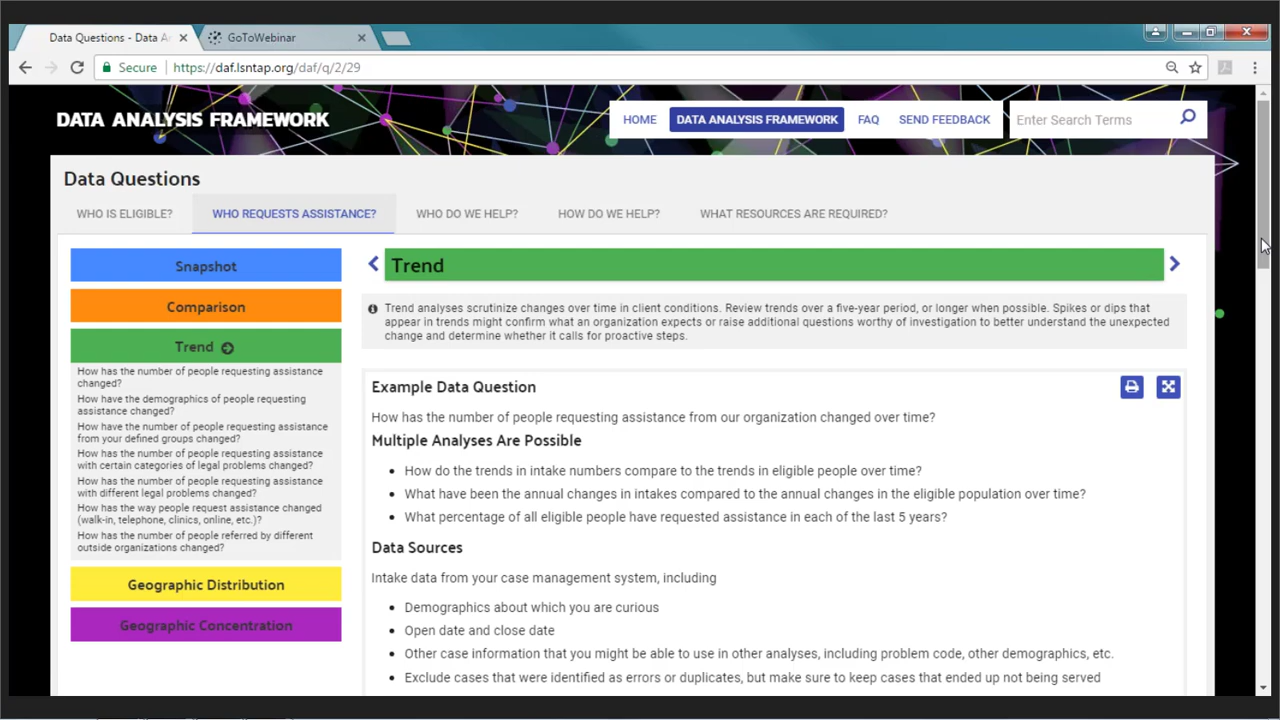 Data Questions - Data An
GoToWebinar
Secure
https://daf.lsntap.org/daf/q/2/29
DATA ANALYSIS FRAMEWORK
HOME
DATA ANALYSIS FRAMEWORK
FAQ
SEND FEEDBACK
Enter Search Terms
Data Questions
WHO IS ELIGIBLE?
WHO REQUESTS ASSISTANCE?
WHO DO WE HELP?
HOW DO WE HELP?
WHAT RESOURCES ARE REQUIRED?
Snapshot
Comparison
Trend
How has the number of people requesting assistance
changed?
How have the demographics of people requesting
assistance changed?
How have the number of people requesting assistance
from your defined groups changed?
How has the number of people requesting assistance
with certain categories of legal problems changed?
How has the number of people requesting assistance
with different legal problems changed?
How has the way people request assistance changed
(walk-in, telephone, clinics, online, etc.)?
How has the number of people referred by different
outside organizations changed?
Geographic Distribution
Geographic Concentration
Trend
Trend analyses scrutinize changes over time in client conditions. Review trends over a five-year period, or longer when possible. Spikes or dips that
appear in trends might confirm what an organization expects or raise additional questions worthy of investigation to better understand the unexpected
change and determine whether it calls for proactive steps.
Example Data Question
How has the number of people requesting assistance from our organization changed over time?
Multiple Analyses Are Possible
• How do the trends in intake numbers compare to the trends in eligible people over time?
• What have been the annual changes in intakes compared to the annual changes in the eligible population over time?
• What percentage of all eligible people have requested assistance in each of the last 5 years?
Data Sources
Intake data from your case management system, including
• Demographics about which you are curious
• Open date and close date
• Other case information that you might be able to use in other analyses, including problem code, other demographics, etc.
• Exclude cases that were identified as errors or duplicates, but make sure to keep cases that ended up not being served